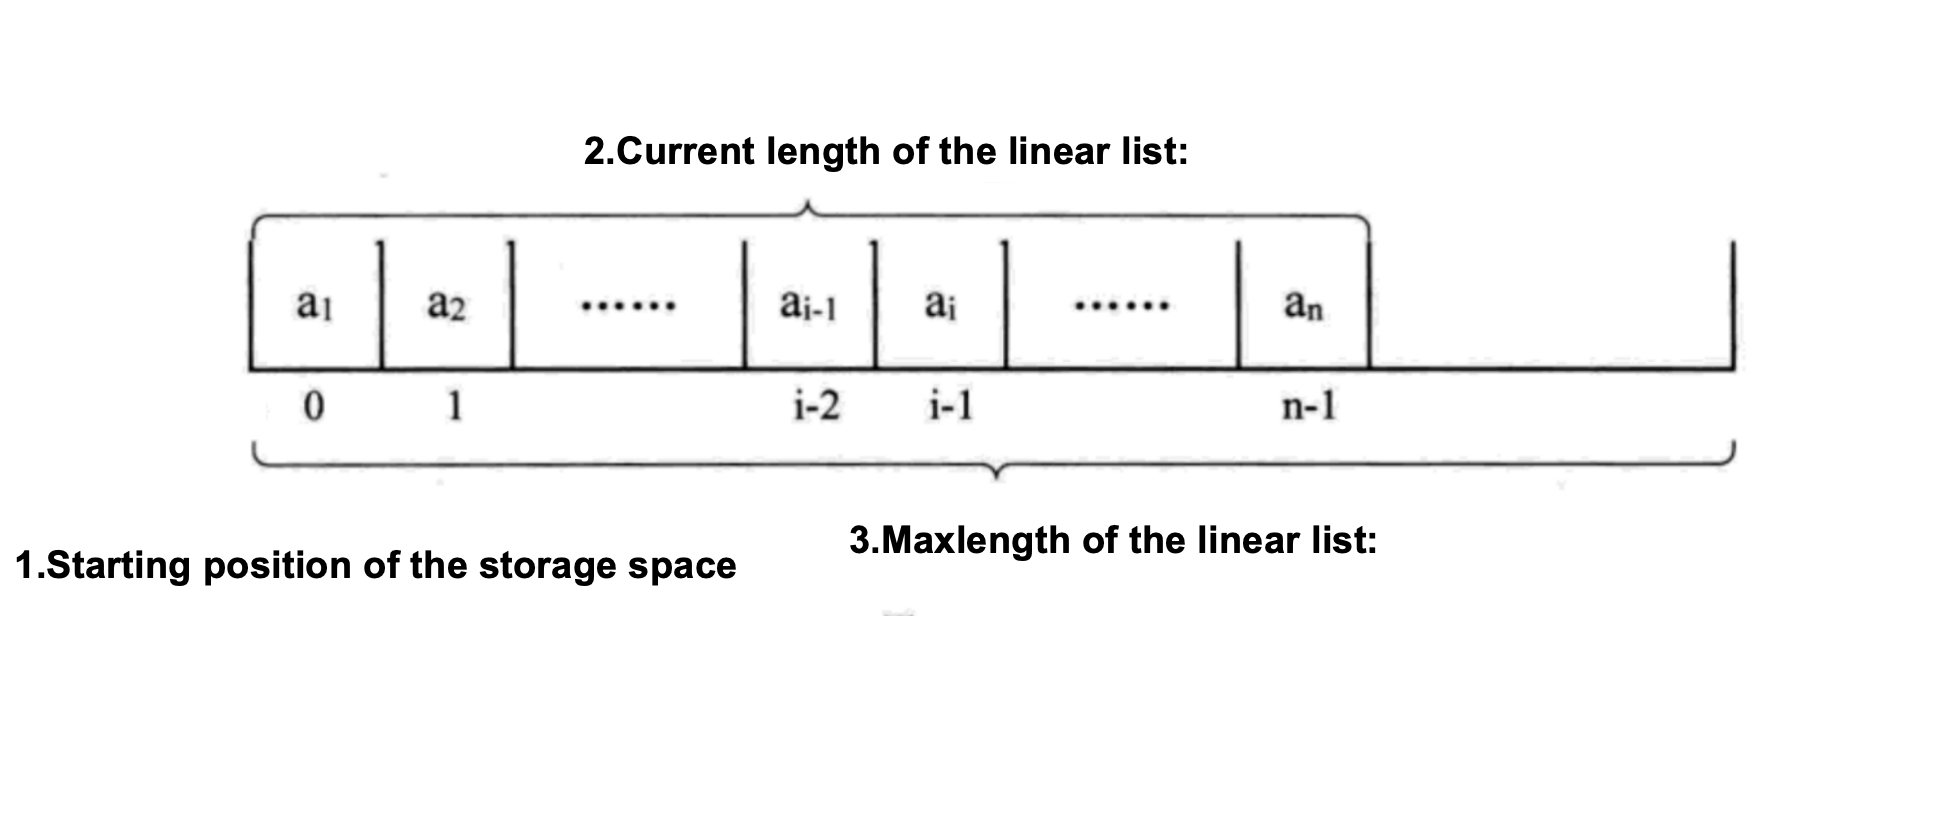 2.Current length of the linear list:
a1 a2 ...... ai-1 ai ...... an
0 1 i-2 i-1 n-1
3.Maxlength of the linear list:
1.Starting position of the storage space